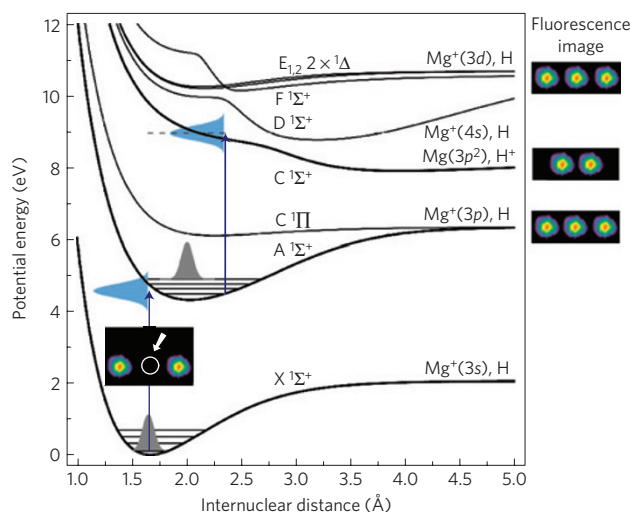 Fluorescence
image
12
10
8
6
4
2
0
Potential energy (eV)
E₁,₂ 2 × ¹Δ
Mg⁺(3d), H
F ¹Σ⁺
D ¹Σ⁺
Mg⁺(4s), H
Mg(3p²), H⁺
C ¹Σ⁺
C ¹Π
Mg⁺(3p), H
A ¹Σ⁺
X ¹Σ⁺
Mg⁺(3s), H
1.0 1.5 2.0 2.5 3.0 3.5 4.0 4.5 5.0
Internuclear distance (Å)